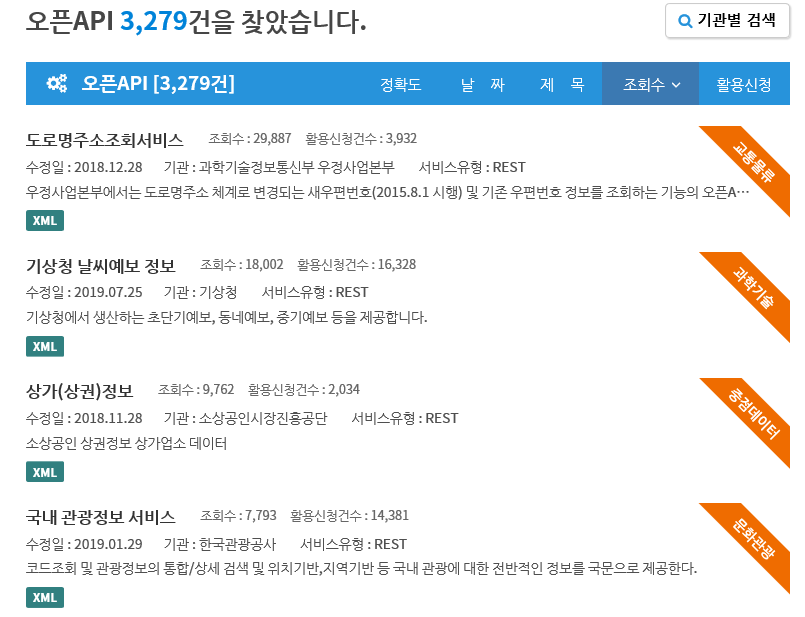 오픈API 3,279건을 찾았습니다.
기관별 검색
오픈API [3,279건] 정확도 날 짜 제 목 조회수 활용신청
도로명주소조회서비스 조회수 : 29,887 활용신청건수 : 3,932
교통물류
수정일 : 2018.12.28 기관 : 과학기술정보통신부 우정사업본부 서비스유형 : REST
우정사업본부에서는 도로명주소 체계로 변경되는 새우편번호(2015.8.1 시행) 및 기존 우편번호 정보를 조회하는 기능의 오픈A…
XML
기상청 날씨예보 정보 조회수 : 18,002 활용신청건수 : 16,328
과학기술
수정일 : 2019.07.25 기관 : 기상청 서비스유형 : REST
기상청에서 생산하는 초단기예보, 동네예보, 중기예보 등을 제공합니다.
XML
상가(상권)정보 조회수 : 9,762 활용신청건수 : 2,034
중점데이터
수정일 : 2018.11.28 기관 : 소상공인시장진흥공단 서비스유형 : REST
소상공인 상권정보 상가업소 데이터
XML
국내 관광정보 서비스 조회수 : 7,793 활용신청건수 : 14,381
문화관광
수정일 : 2019.01.29 기관 : 한국관광공사 서비스유형 : REST
코드조회 및 관광정보의 통합/상세 검색 및 위치기반,지역기반 등 국내 관광에 대한 전반적인 정보를 국문으로 제공한다.
XML